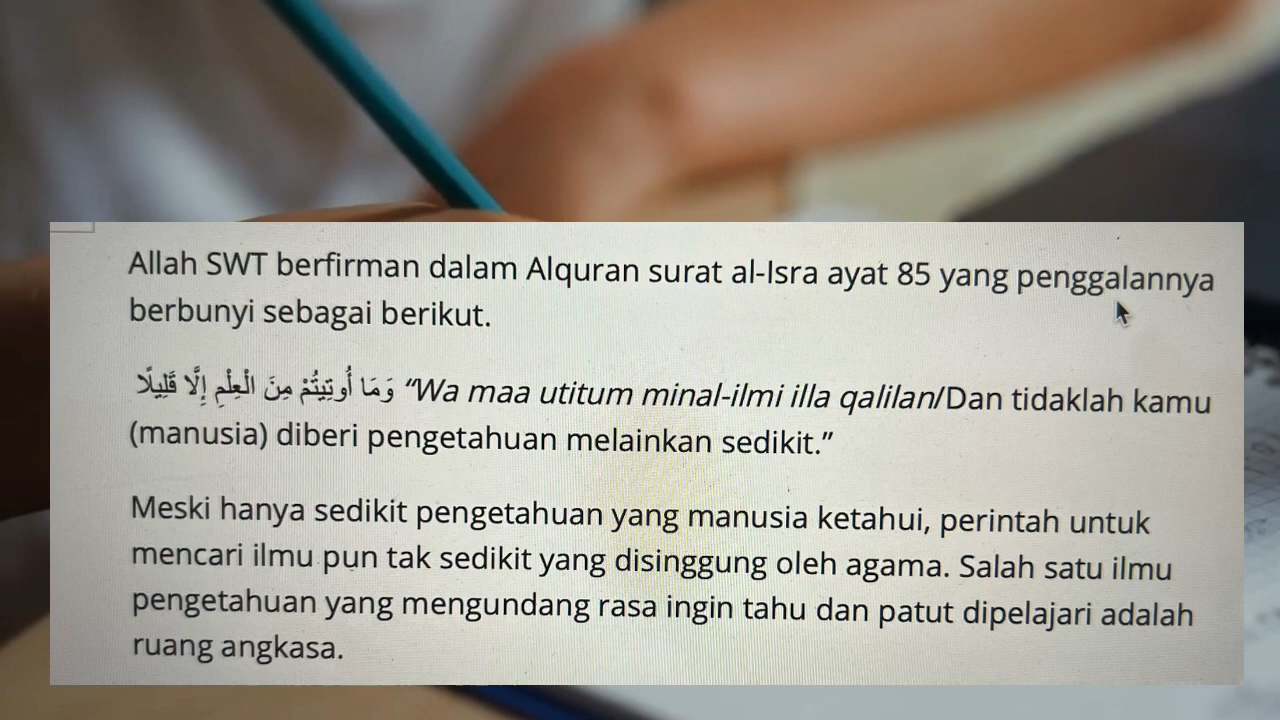 Allah SWT berfirman dalam Alquran surat al-Isra ayat 85 yang penggalannya
berbunyi sebagai berikut.
وَمَا أُوتِيتُمْ مِنَ الْعِلْمِ إِلَّا قَلِيلًا “Wa maa utitum minal-ilmi illa qalilan/Dan tidaklah kamu
(manusia) diberi pengetahuan melainkan sedikit.”
Meski hanya sedikit pengetahuan yang manusia ketahui, perintah untuk
mencari ilmu pun tak sedikit yang disinggung oleh agama. Salah satu ilmu
pengetahuan yang mengundang rasa ingin tahu dan patut dipelajari adalah
ruang angkasa.